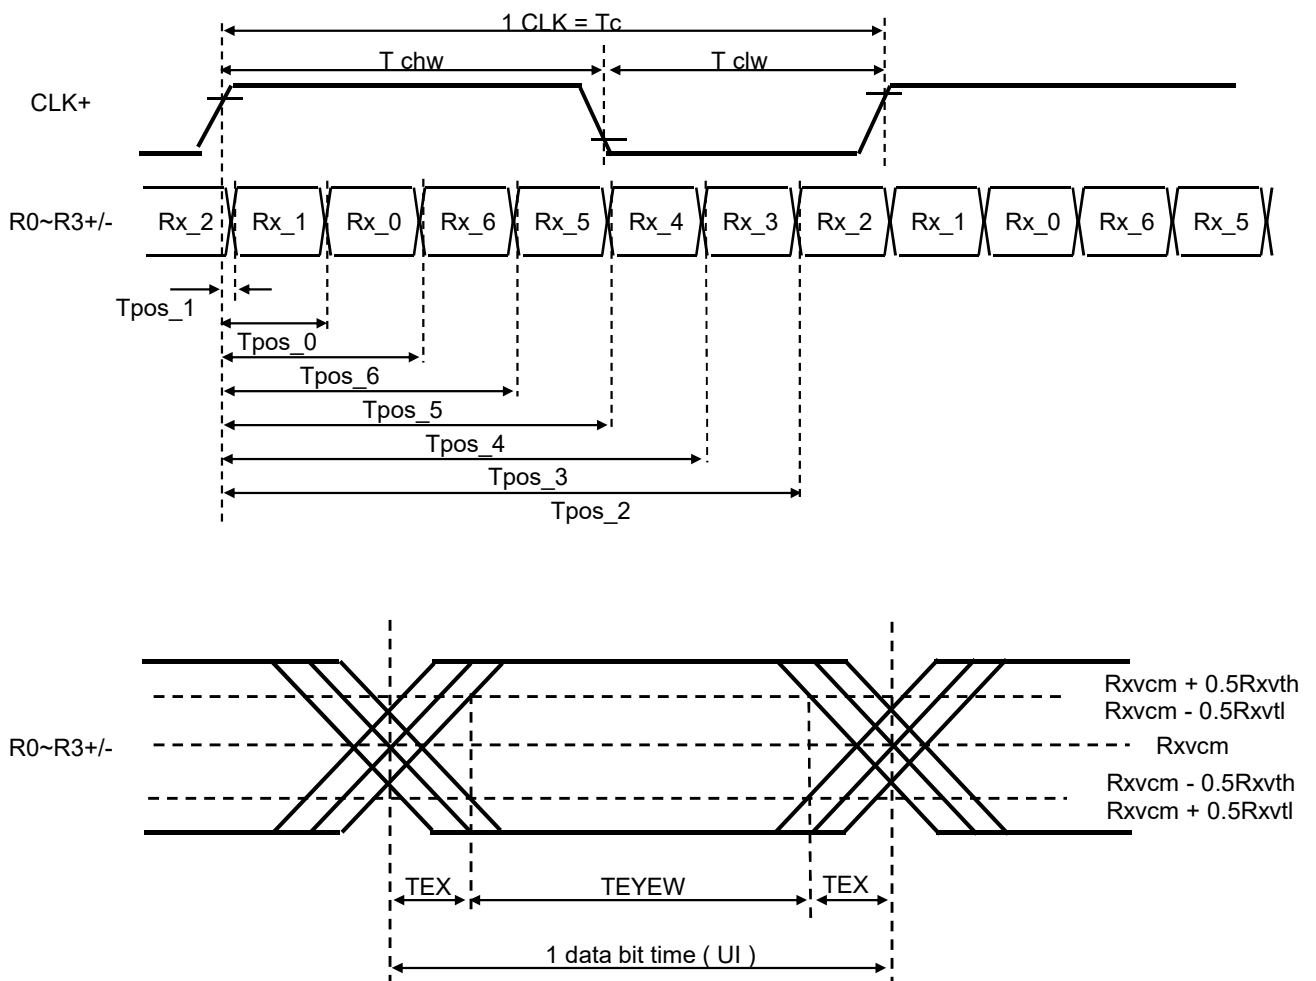 1 CLK = Tc
T chw T clw
CLK+
R0~R3+/- Rx_2 Rx_1 Rx_0 Rx_6 Rx_5 Rx_4 Rx_3 Rx_2 Rx_1 Rx_0 Rx_6 Rx_5
Tpos_1
Tpos_0
Tpos_6
Tpos_5
Tpos_4
Tpos_3
Tpos_2
Rxvcm + 0.5Rxvth
Rxvcm - 0.5Rxvtl
R0~R3+/- Rxvcm
Rxvcm - 0.5Rxvth
Rxvcm + 0.5Rxvtl
TEX TEYEW TEX
1 data bit time ( UI )